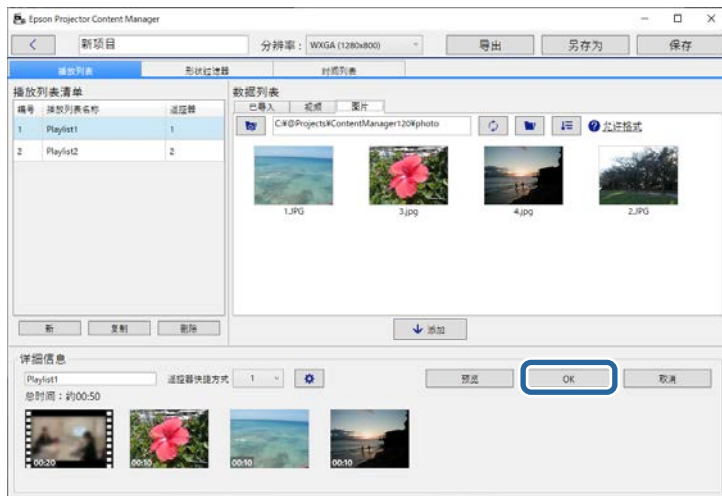 Epson Projector Content Manager
新项目 分辨率： WXGA (1280x800) 导出 另存为 保存
播放列表 形状过滤器 时间列表
播放列表清单 数据列表
编号 播放列表名称 遥控器 已导入 视频 图片
1 Playlist1 1 C:¥@Projects¥ContentManager120¥photo 允许格式
2 Playlist2 2
1.JPG 3.jpg 4.jpg 2.JPG
新 复制 删除 添加
详细信息
Playlist1 遥控器快捷方式 1 预览 OK 取消
总时间：約00:50
00:20 00:10 00:10 00:10